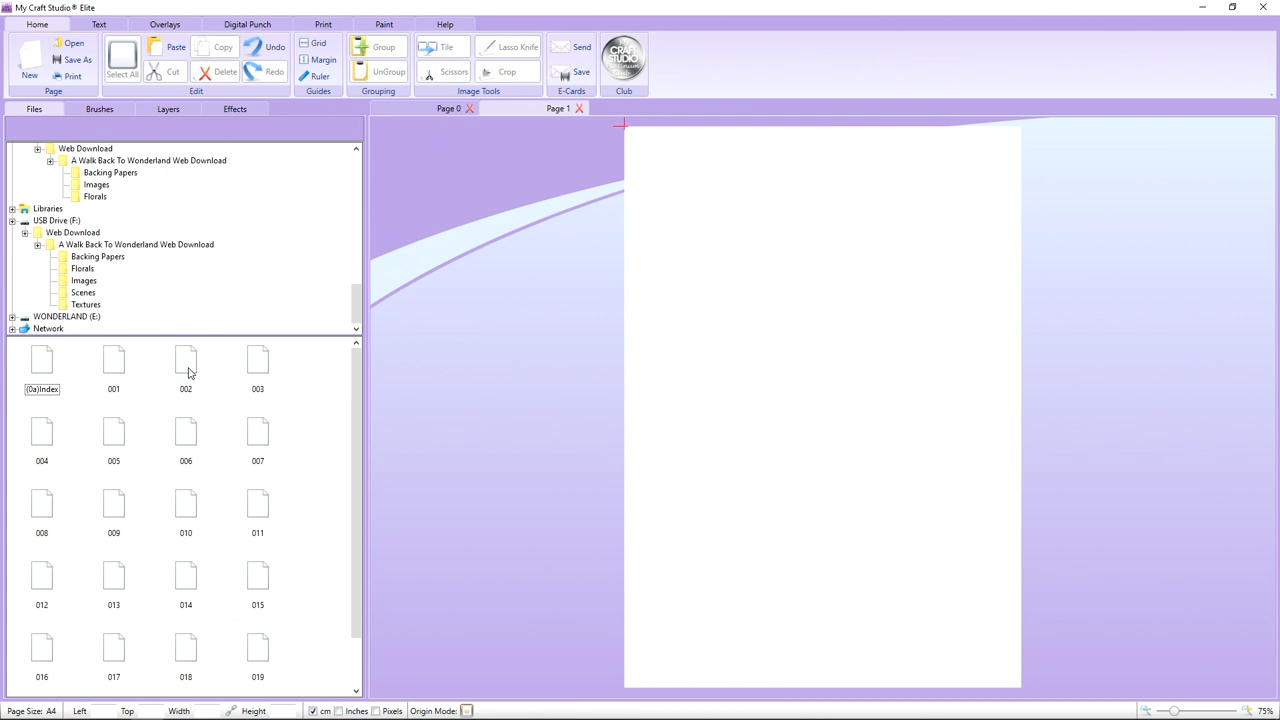 My Craft Studio® Elite
Home Text Overlays Digital Punch Print Paint Help
New Open Save As Print Page
Select All Paste Copy Undo Cut Delete Redo Edit
Grid Margin Ruler Guides
Group UnGroup Grouping
Tile Lasso Knife Scissors Crop Image Tools
Send Save E-Cards
MY CRAFT STUDIO Club
Files Brushes Layers Effects
Page 0 Page 1
Web Download
A Walk Back To Wonderland Web Download
Backing Papers
Images
Florals
Libraries
USB Drive (F:)
Web Download
A Walk Back To Wonderland Web Download
Backing Papers
Florals
Images
Scenes
Textures
WONDERLAND (E:)
Network
(0a)Index 001 002 003
004 005 006 007
008 009 010 011
012 013 014 015
016 017 018 019
Page Size: A4 Left Top Width Height cm Inches Pixels Origin Mode: 75%